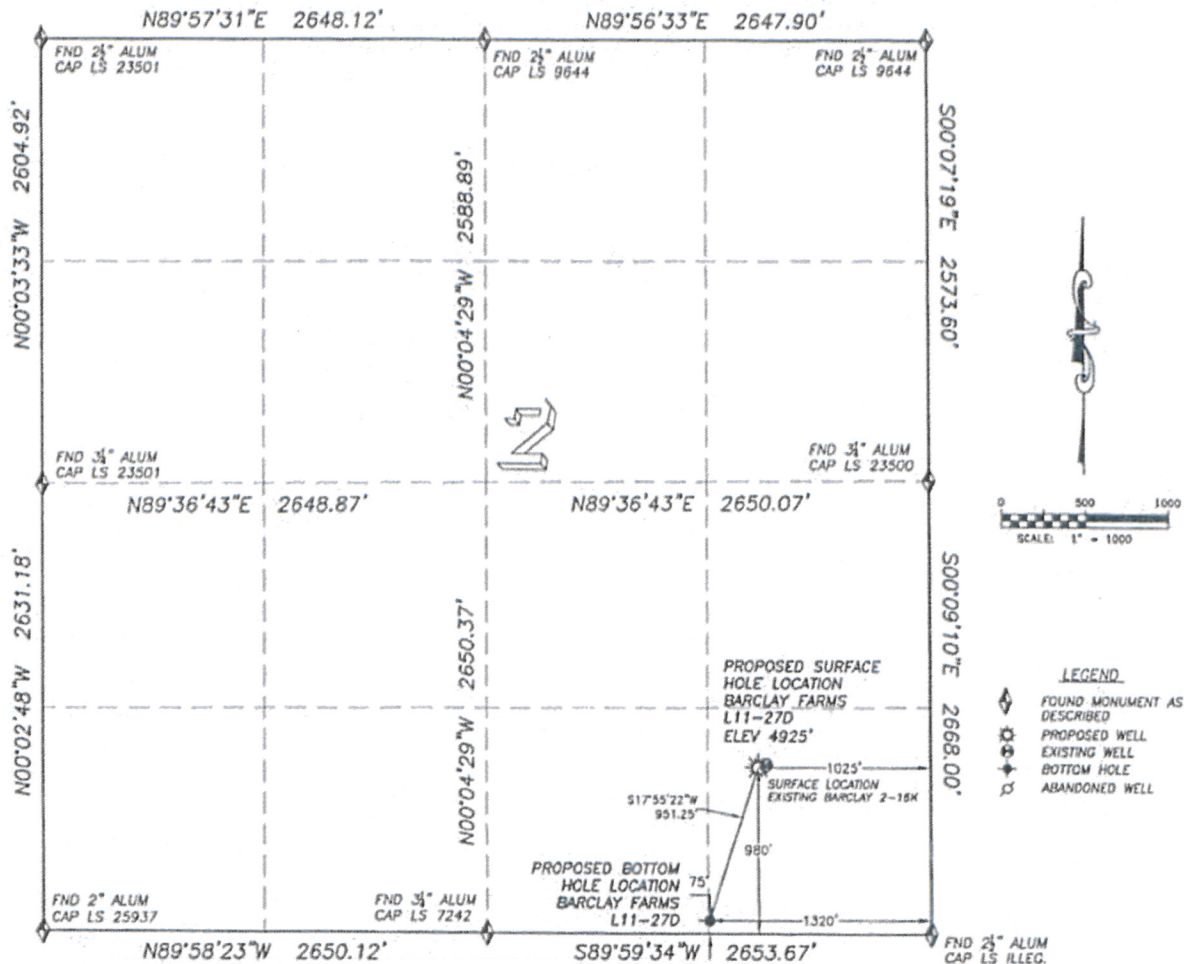 N89°57'31"E 2648.12'
N89°56'33"E 2647.90'
FND 2½" ALUM
CAP LS 23501
FND 2½" ALUM
CAP LS 9644
FND 2½" ALUM
CAP LS 9644
N00°03'33"W 2604.92'
N00°04'29"W 2588.89'
S00°07'19"E 2573.60'
12
FND 3¼" ALUM
CAP LS 23501
FND 3¼" ALUM
CAP LS 23500
N89°36'43"E 2648.87'
N89°36'43"E 2650.07'
0 500 1000
SCALE: 1" = 1000
N00°02'48"W 2631.18'
N00°04'29"W 2650.37'
S00°09'10"E 2668.00'
PROPOSED SURFACE
HOLE LOCATION
BARCLAY FARMS
L11-27D
ELEV 4925'
1025'
SURFACE LOCATION
EXISTING BARCLAY 2-16K
S17°55'22"W
951.25'
980'
PROPOSED BOTTOM
HOLE LOCATION
BARCLAY FARMS
L11-27D
75'
1320'
LEGEND
FOUND MONUMENT AS
DESCRIBED
PROPOSED WELL
EXISTING WELL
BOTTOM HOLE
ABANDONED WELL
FND 2" ALUM
CAP LS 25937
FND 3¼" ALUM
CAP LS 7242
N89°58'23"W 2650.12'
S89°59'34"W 2653.67'
FND 2½" ALUM
CAP LS ILLEG.